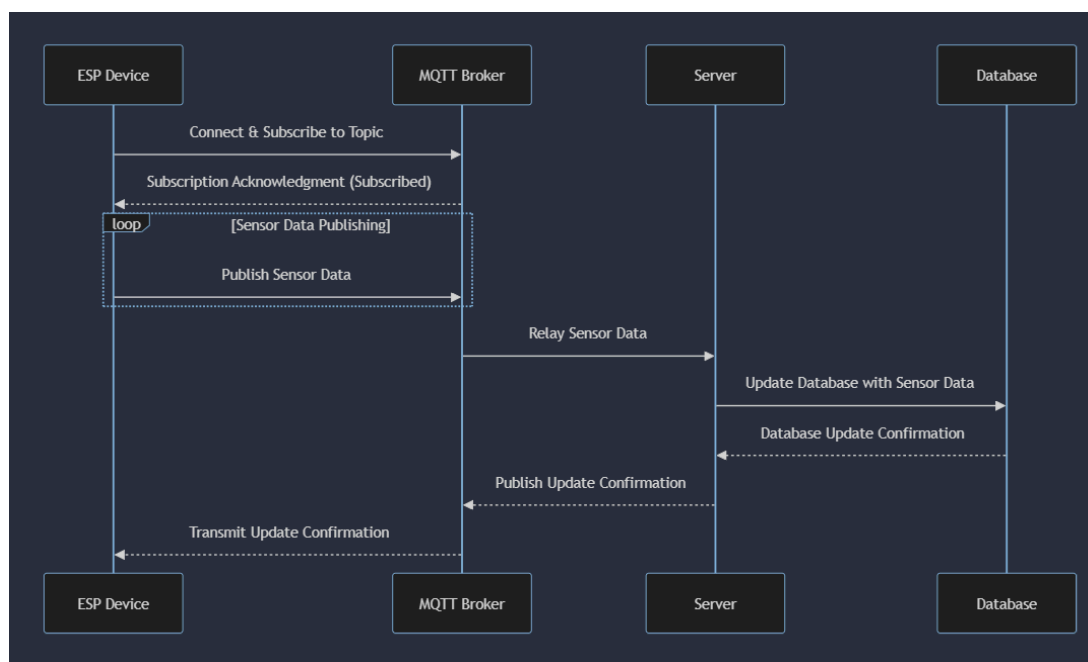 ESP Device
MQTT Broker
Server
Database
Connect & Subscribe to Topic
Subscription Acknowledgment (Subscribed)
loop
[Sensor Data Publishing]
Publish Sensor Data
Relay Sensor Data
Update Database with Sensor Data
Database Update Confirmation
Publish Update Confirmation
Transmit Update Confirmation
ESP Device
MQTT Broker
Server
Database